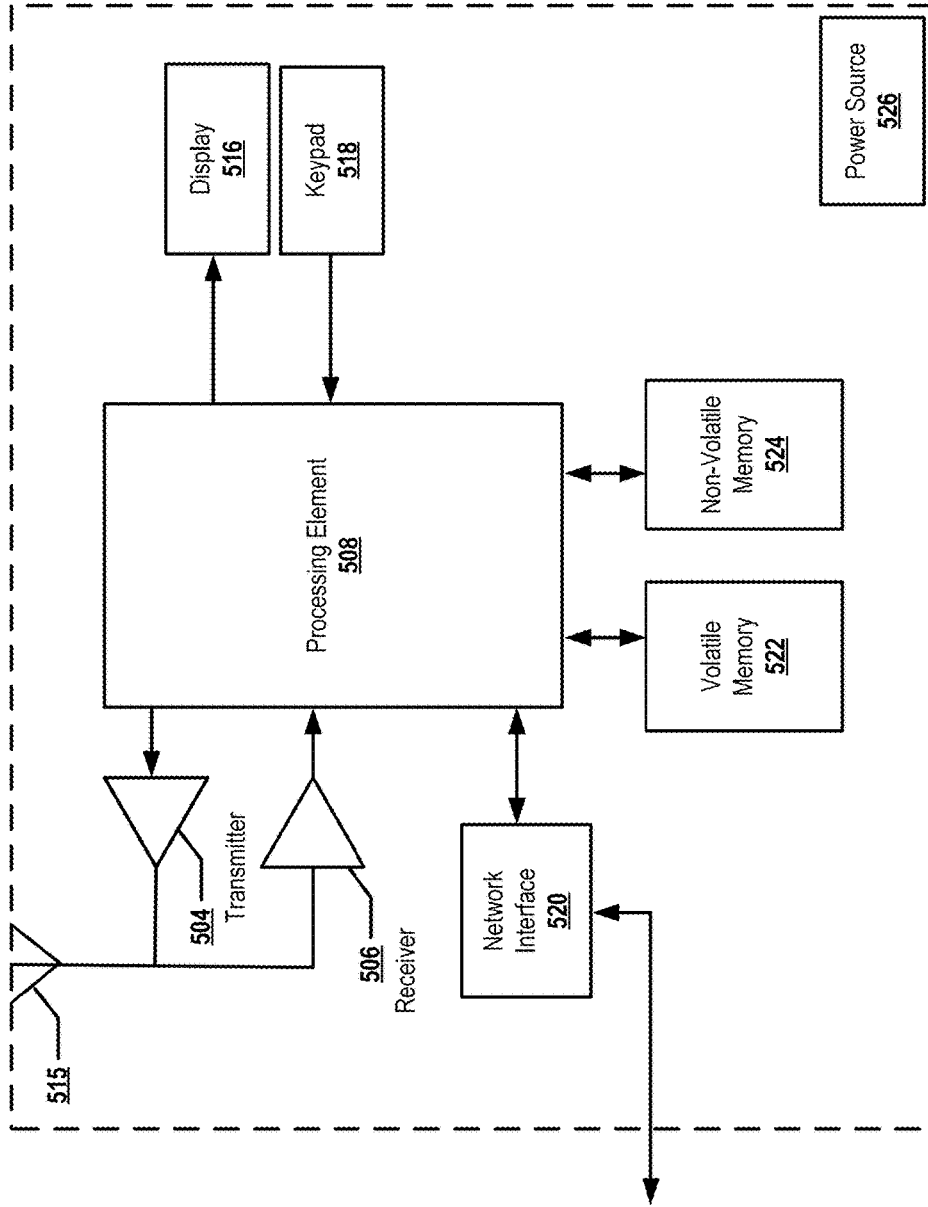 515
504
Transmitter
506
Receiver
Network
Interface
520
Processing Element
508
Display
516
Keypad
518
Volatile
Memory
522
Non-Volatile
Memory
524
Power Source
526